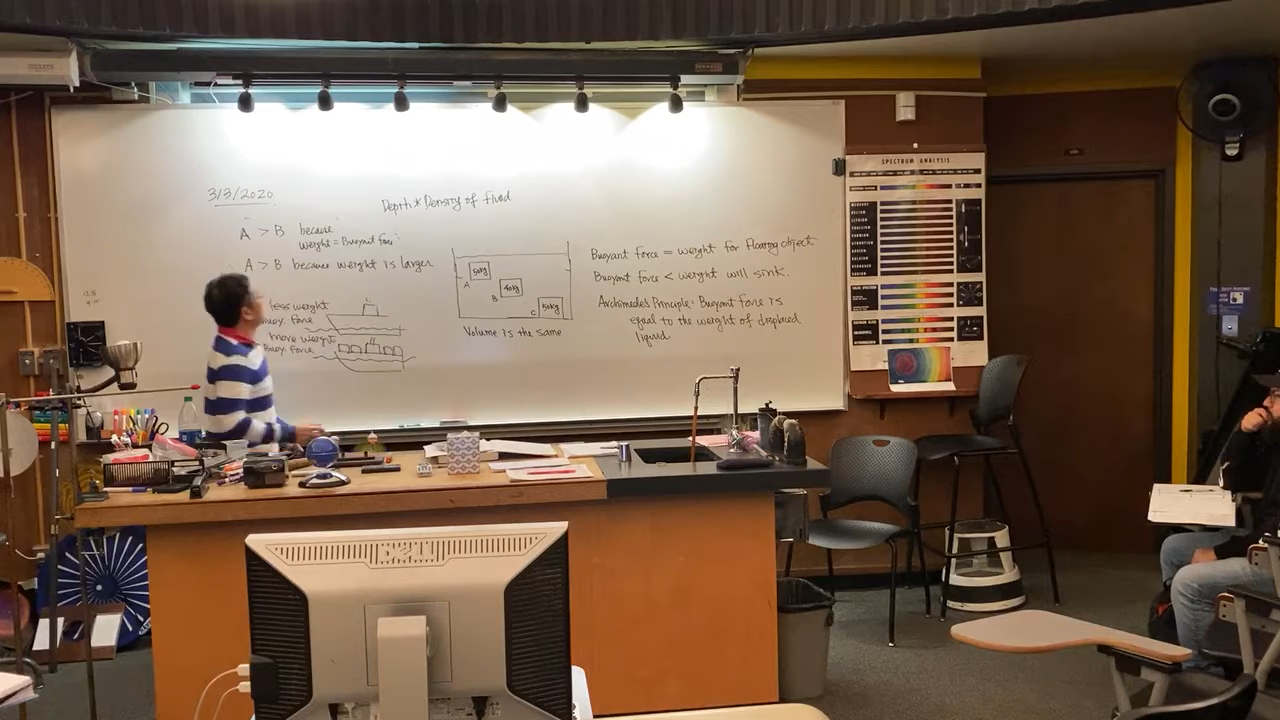 3/3/2020
Depth * Density of fluid
A > B because
weight = Buoyant force
A > B because weight is larger
less weight
Buoy. Force
more weight
Buoy. Force
50kg
A
B
C
50kg
Volume is the same
Buoyant Force = weight for Floating object
Buoyant Force < weight will sink.
Archimedes Principle: Buoyant force is
equal to the weight of displaced
liquid
SPECTRUM ANALYSIS